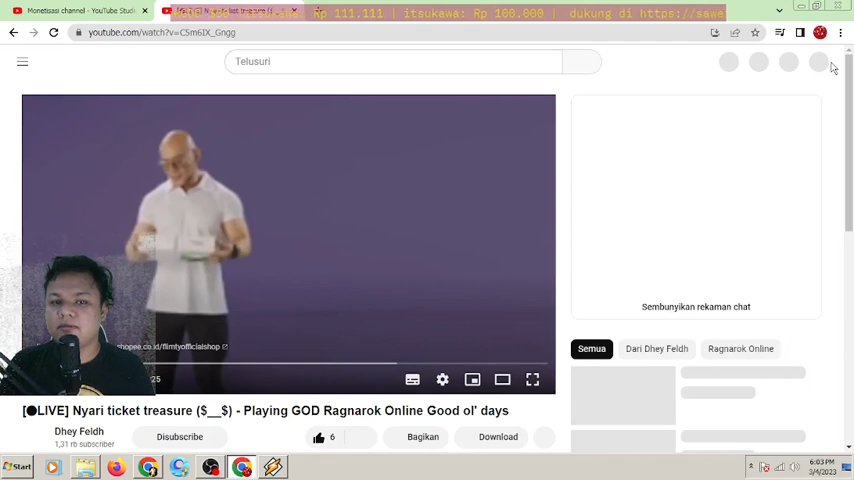 Monetisasi channel - YouTube Studi
Rp 111.111 | itsukawa: Rp 100.000 | dukung di https://sawe
youtube.com/watch?v=C5m6IX_Gngg
Telusuri
shopee.co.id/flimtyofficialshop
25
Sembunyikan rekaman chat
Semua
Dari Dhey Feldh
Ragnarok Online
[●LIVE] Nyari ticket treasure ($__$) - Playing GOD Ragnarok Online Good ol' days
Dhey Feldh
1,31 rb subscriber
Disubscribe
6
Bagikan
Download
Start
6:03 PM
3/4/2023